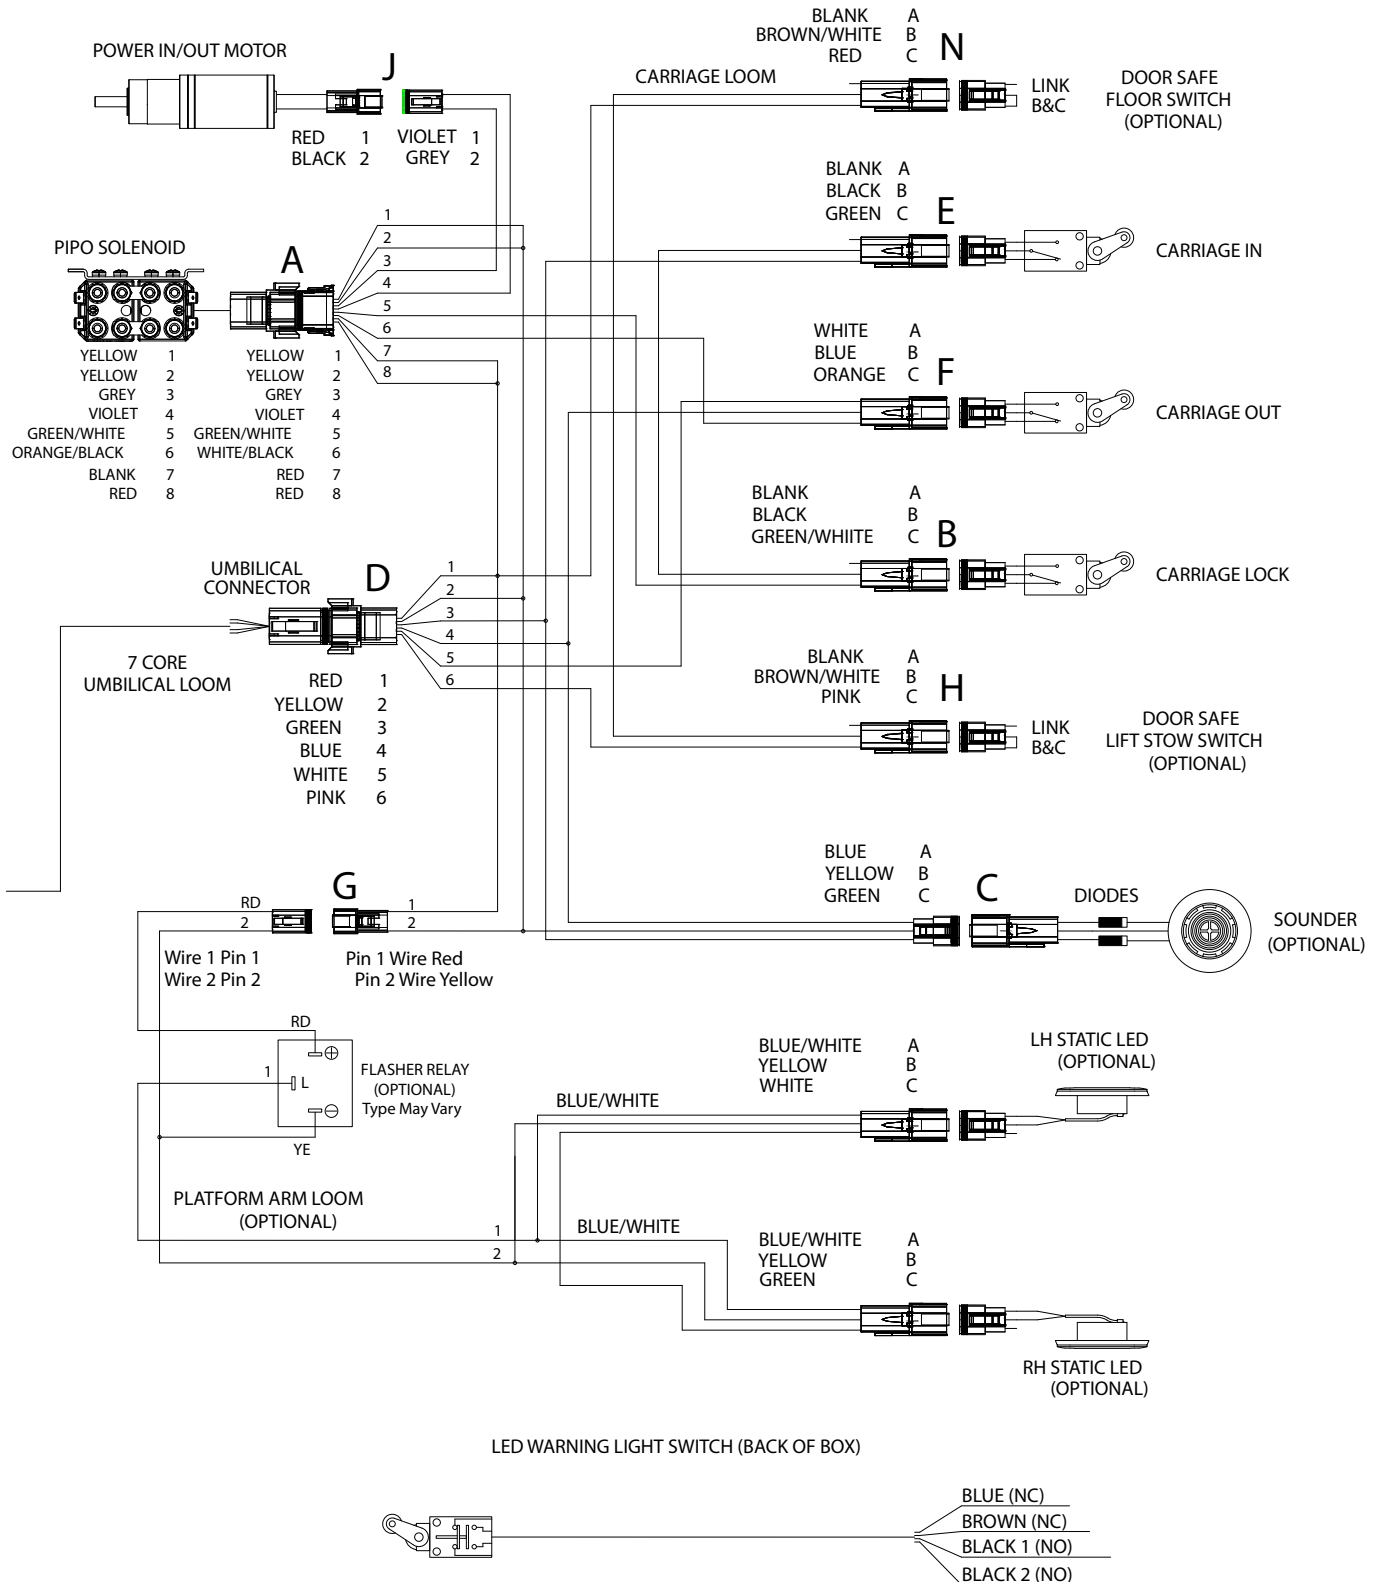 BLANK A
BROWN/WHITE B
RED C
N
POWER IN/OUT MOTOR
J
CARRIAGE LOOM
LINK
B&C
DOOR SAFE
FLOOR SWITCH
(OPTIONAL)
RED 1
BLACK 2
VIOLET 1
GREY 2
BLANK A
BLACK B
GREEN C
E
CARRIAGE IN
PIPO SOLENOID
A
1
2
3
4
5
6
7
8
YELLOW 1
YELLOW 2
GREY 3
VIOLET 4
GREEN/WHITE 5
ORANGE/BLACK 6
BLANK 7
RED 8
YELLOW 1
YELLOW 2
GREY 3
VIOLET 4
GREEN/WHITE 5
WHITE/BLACK 6
RED 7
RED 8
WHITE A
BLUE B
ORANGE C
F
CARRIAGE OUT
BLANK A
BLACK B
GREEN/WHIITE C
B
CARRIAGE LOCK
UMBILICAL
CONNECTOR
D
1
2
3
4
5
6
7 CORE
UMBILICAL LOOM
RED 1
YELLOW 2
GREEN 3
BLUE 4
WHITE 5
PINK 6
BLANK A
BROWN/WHITE B
PINK C
H
LINK
B&C
DOOR SAFE
LIFT STOW SWITCH
(OPTIONAL)
BLUE A
YELLOW B
GREEN C
C
DIODES
SOUNDER
(OPTIONAL)
G
RD
2
1
2
Wire 1 Pin 1
Wire 2 Pin 2
Pin 1 Wire Red
Pin 2 Wire Yellow
RD
1
L
FLASHER RELAY
(OPTIONAL)
Type May Vary
YE
BLUE/WHITE A
YELLOW B
WHITE C
BLUE/WHITE
LH STATIC LED
(OPTIONAL)
PLATFORM ARM LOOM
(OPTIONAL)
1
2
BLUE/WHITE
BLUE/WHITE A
YELLOW B
GREEN C
RH STATIC LED
(OPTIONAL)
LED WARNING LIGHT SWITCH (BACK OF BOX)
BLUE (NC)
BROWN (NC)
BLACK 1 (NO)
BLACK 2 (NO)